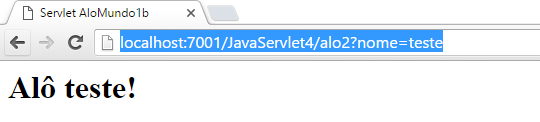 Servlet AloMundo1b
localhost:7001/JavaServlet4/alo2?nome=teste
Alô teste!